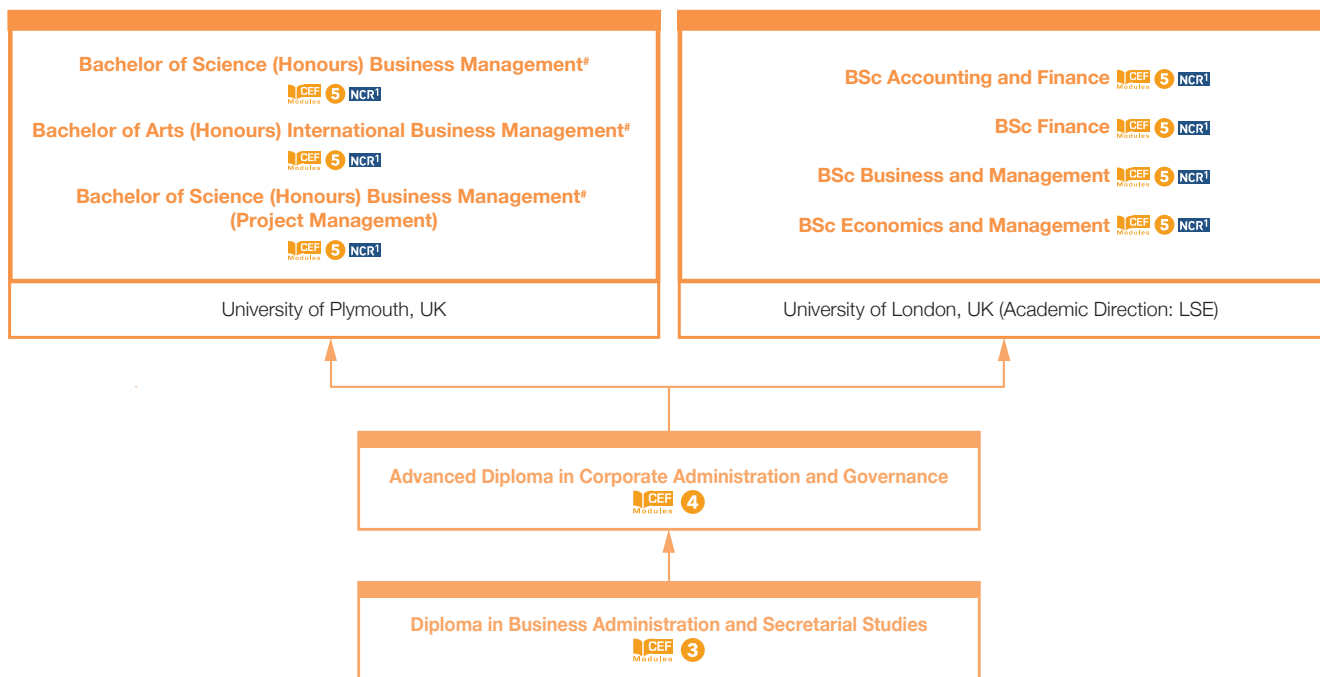 Bachelor of Science (Honours) Business Management#
CEF Modules 5 NCR1
Bachelor of Arts (Honours) International Business Management#
CEF Modules 5 NCR1
Bachelor of Science (Honours) Business Management#
(Project Management)
CEF Modules 5 NCR1
University of Plymouth, UK
BSc Accounting and Finance CEF Modules 5 NCR1
BSc Finance CEF Modules 5 NCR1
BSc Business and Management CEF Modules 5 NCR1
BSc Economics and Management CEF Modules 5 NCR1
University of London, UK (Academic Direction: LSE)
Advanced Diploma in Corporate Administration and Governance
CEF Modules 4
Diploma in Business Administration and Secretarial Studies
CEF Modules 3